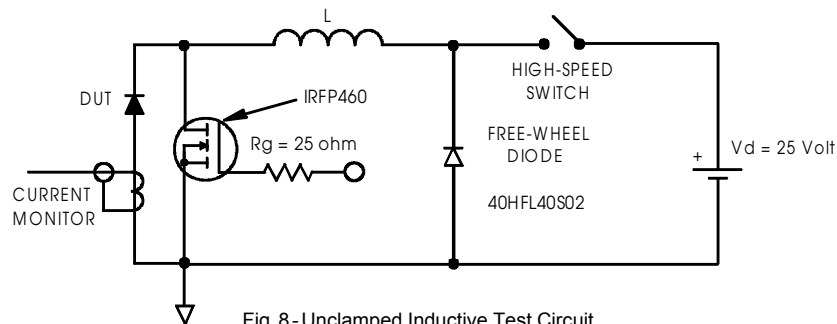 L
HIGH-SPEED
SWITCH
DUT
IRFP460
Rg = 25 ohm
FREE-WHEEL
DIODE
+
Vd = 25 Volt
40HFL40S02
CURRENT
MONITOR
Fig. 8 - Unclamped Inductive Test Circuit